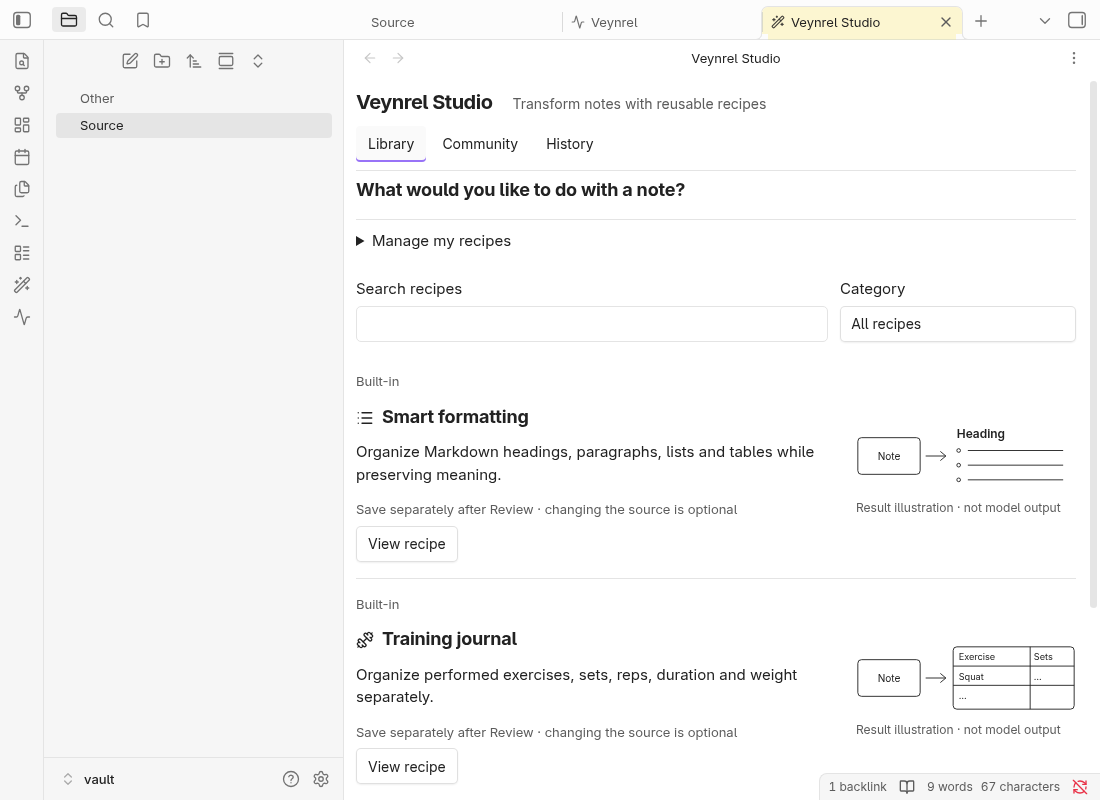 Source
Veynrel
Veynrel Studio
Veynrel Studio
Other
Source
Veynrel Studio
Transform notes with reusable recipes
Library
Community
History
What would you like to do with a note?
Manage my recipes
Search recipes
Category
All recipes
Built-in
Smart formatting
Organize Markdown headings, paragraphs, lists and tables while
preserving meaning.
Save separately after Review · changing the source is optional
View recipe
Note
Heading
Result illustration · not model output
Built-in
Training journal
Organize performed exercises, sets, reps, duration and weight
separately.
Save separately after Review · changing the source is optional
View recipe
Note
Exercise
Sets
Squat
...
...
Result illustration · not model output
vault
1 backlink
9 words
67 characters